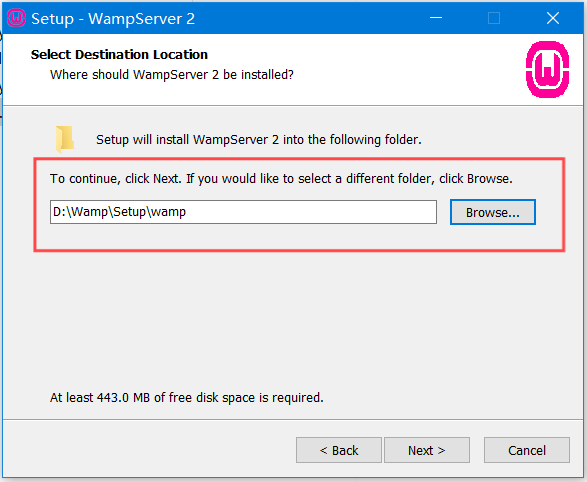 Setup - WampServer 2
Select Destination Location
Where should WampServer 2 be installed?
Setup will install WampServer 2 into the following folder.
To continue, click Next. If you would like to select a different folder, click Browse.
D:\Wamp\Setup\wamp
Browse...
At least 443.0 MB of free disk space is required.
< Back
Next >
Cancel